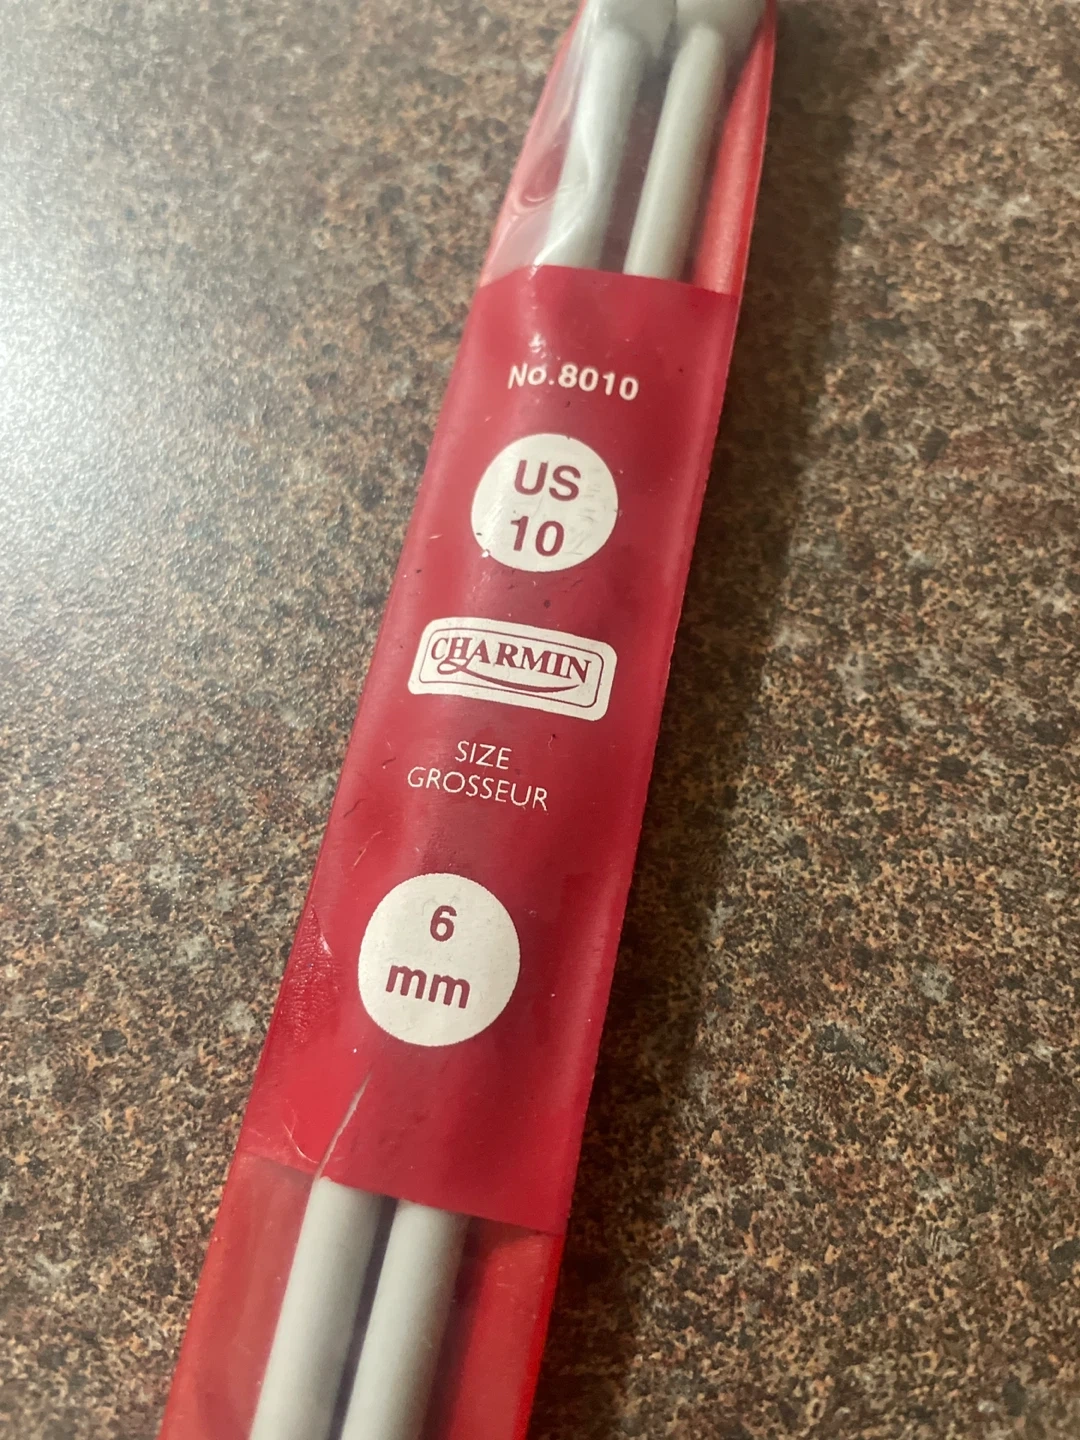 No.8010
US
10
CHARMIN
SIZE
GROSSEUR
6
mm